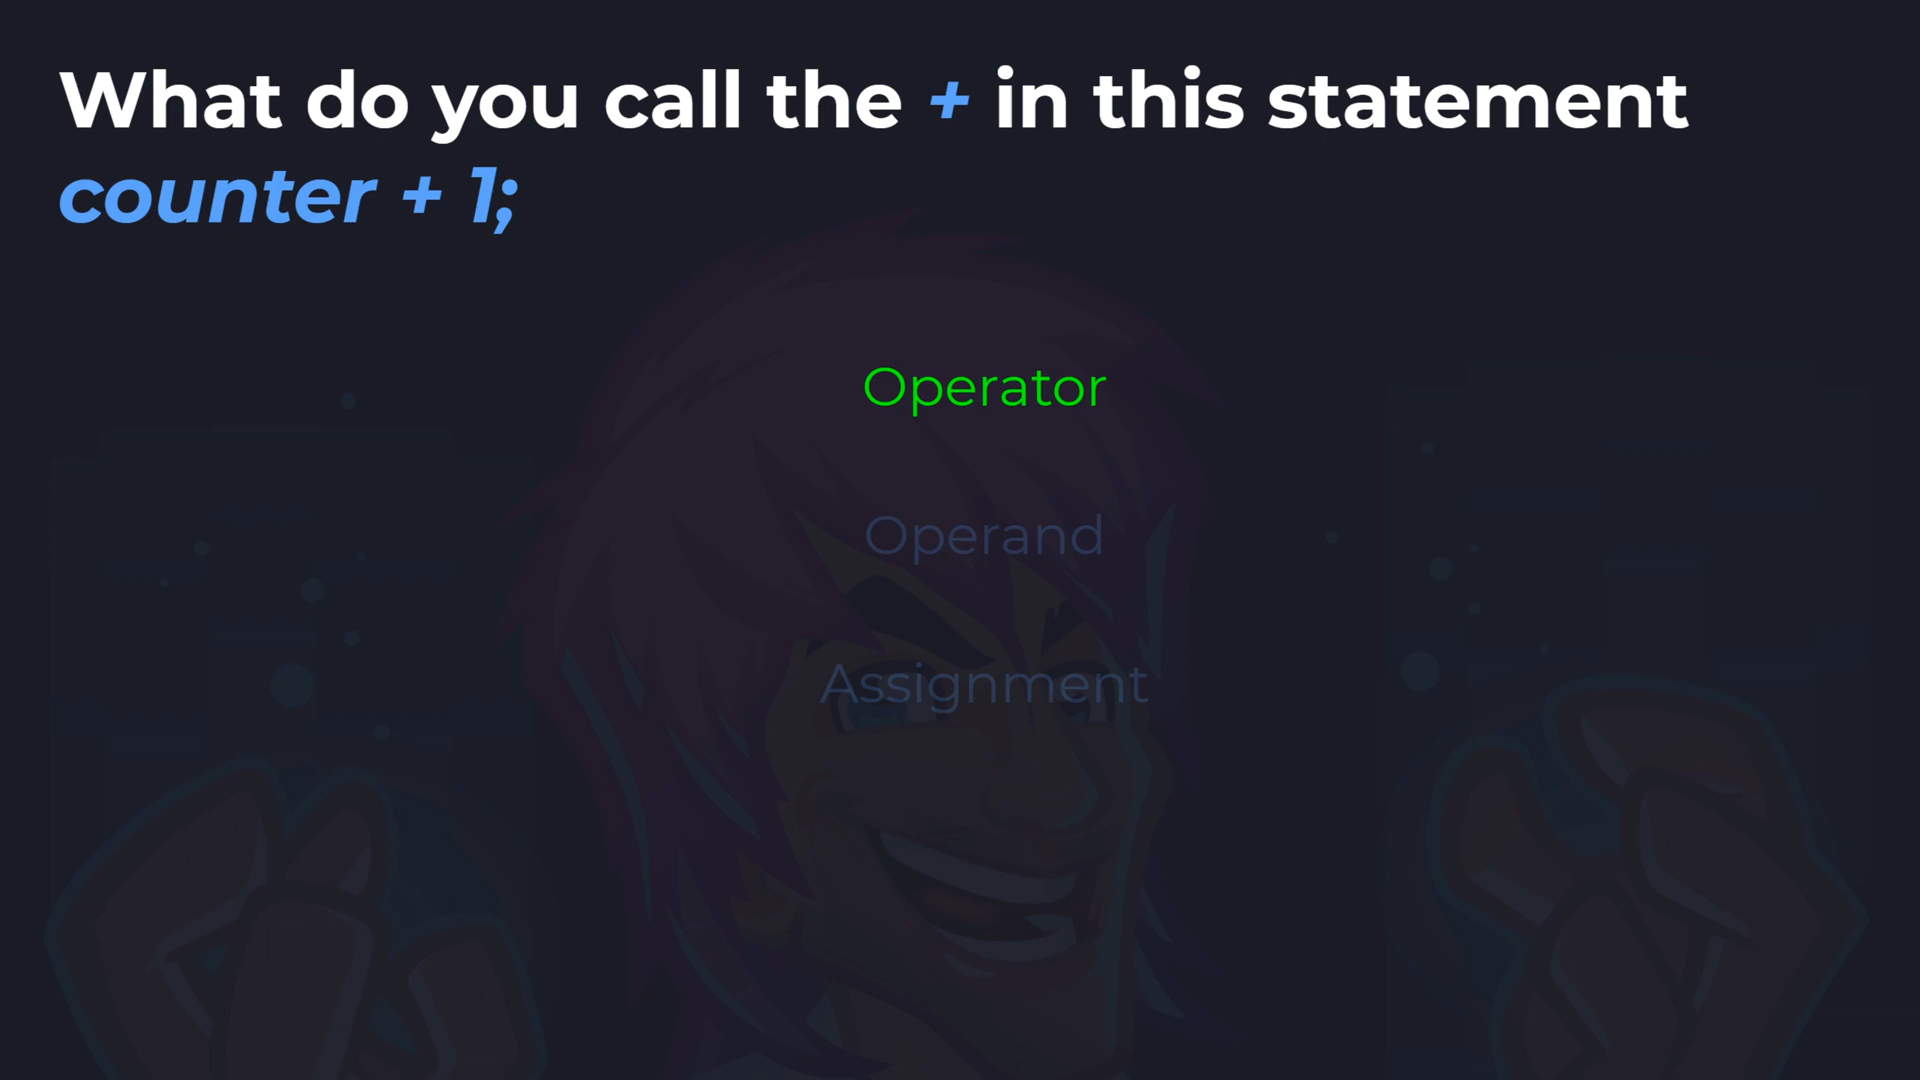 What do you call the + in this statement
counter + 1;
Operator
Operand
Assignment